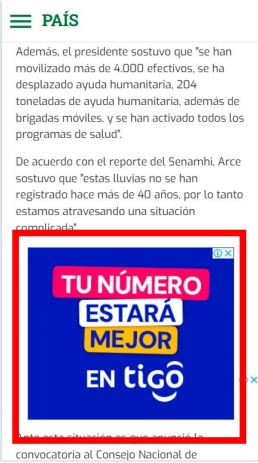 PAÍS
Además, el presidente sostuvo que "se han
movilizado más de 4.000 efectivos, se ha
desplazado ayuda humanitaria, 204
toneladas de ayuda humanitaria, además de
brigadas móviles, y se han activado todos los
programas de salud".
De acuerdo con el reporte del Senamhi, Arce
sostuvo que "estas lluvias no se han
registrado hace más de 40 años, por lo tanto
estamos atravesando una situación
complicada"
TU NÚMERO
ESTARÁ
MEJOR
EN tigo
Ante esta situación es que anunció la
convocatoria al Consejo Nacional de